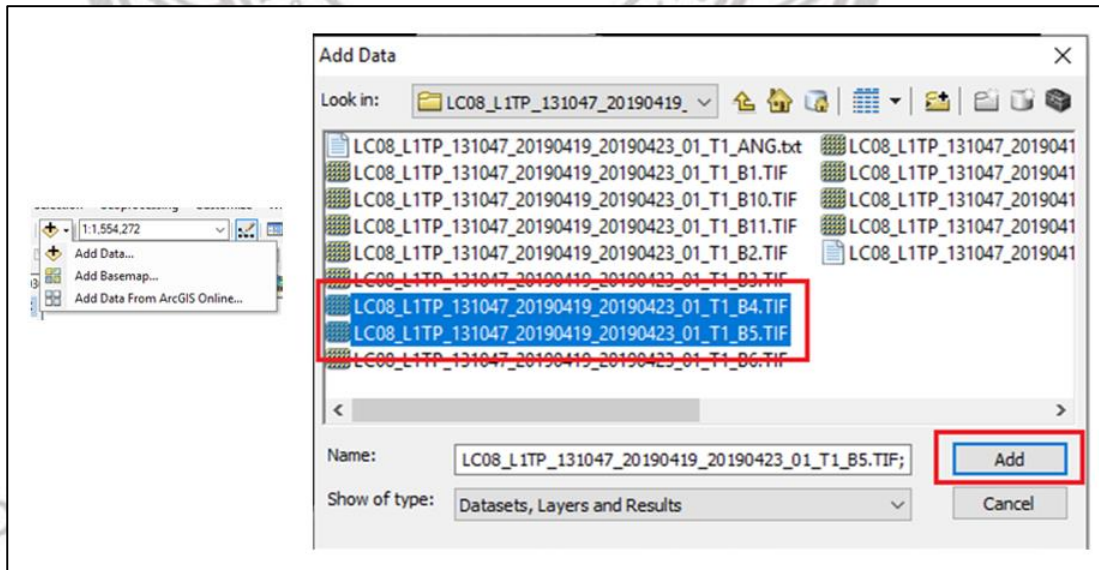 1:1,554,272
Add Data...
Add Basemap...
Add Data From ArcGIS Online...
Add Data
Look in: LC08_L1TP_131047_20190419_
LC08_L1TP_131047_20190419_20190423_01_T1_ANG.txt
LC08_L1TP_131047_20190419_20190423_01_T1_B1.TIF
LC08_L1TP_131047_20190419_20190423_01_T1_B10.TIF
LC08_L1TP_131047_20190419_20190423_01_T1_B11.TIF
LC08_L1TP_131047_20190419_20190423_01_T1_B2.TIF
LC08_L1TP_131047_20190419_20190423_01_T1_B3.TIF
LC08_L1TP_131047_20190419_20190423_01_T1_B4.TIF
LC08_L1TP_131047_20190419_20190423_01_T1_B5.TIF
LC08_L1TP_131047_20190419_20190423_01_T1_B6.TIF
LC08_L1TP_131047_2019041
LC08_L1TP_131047_2019041
LC08_L1TP_131047_2019041
LC08_L1TP_131047_2019041
LC08_L1TP_131047_2019041
Name: LC08_L1TP_131047_20190419_20190423_01_T1_B5.TIF;
Add
Show of type: Datasets, Layers and Results
Cancel